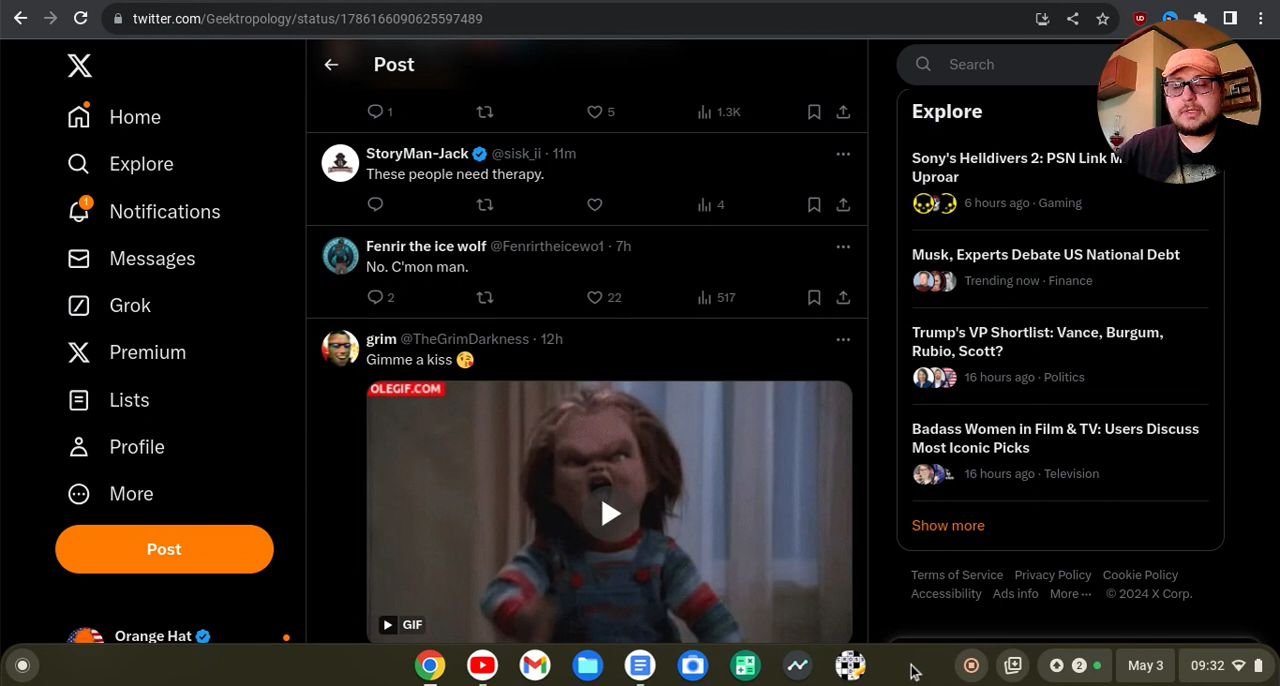 twitter.com/Geektropology/status/1786166090625597489
Post
Search
Home
Explore
Notifications
1
Messages
Grok
Premium
Lists
Profile
More
Post
Orange Hat
1 5 1.3K
StoryMan-Jack @sisk_ii · 11m
These people need therapy.
4
Fenrir the ice wolf @Fenrirtheicewo1 · 7h
No. C'mon man.
2 22 517
grim @TheGrimDarkness · 12h
Gimme a kiss 😘
OLEGIF.COM
GIF
Explore
Sony's Helldivers 2: PSN Link
Uproar
6 hours ago · Gaming
Musk, Experts Debate US National Debt
Trending now · Finance
Trump's VP Shortlist: Vance, Burgum,
Rubio, Scott?
16 hours ago · Politics
Badass Women in Film & TV: Users Discuss
Most Iconic Picks
16 hours ago · Television
Show more
Terms of Service Privacy Policy Cookie Policy
Accessibility Ads info More ··· © 2024 X Corp.
2 May 3 09:32